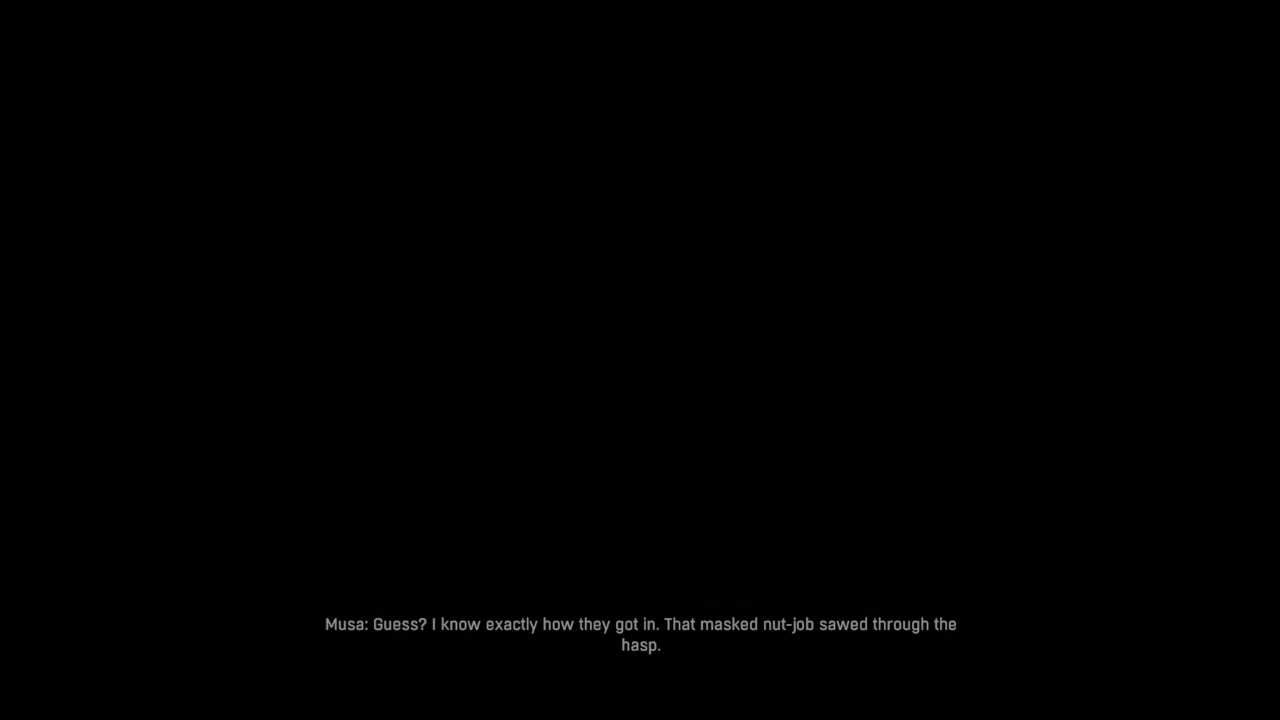 Musa: Guess? I know exactly how they got in. That masked nut-job sawed through the
hasp.